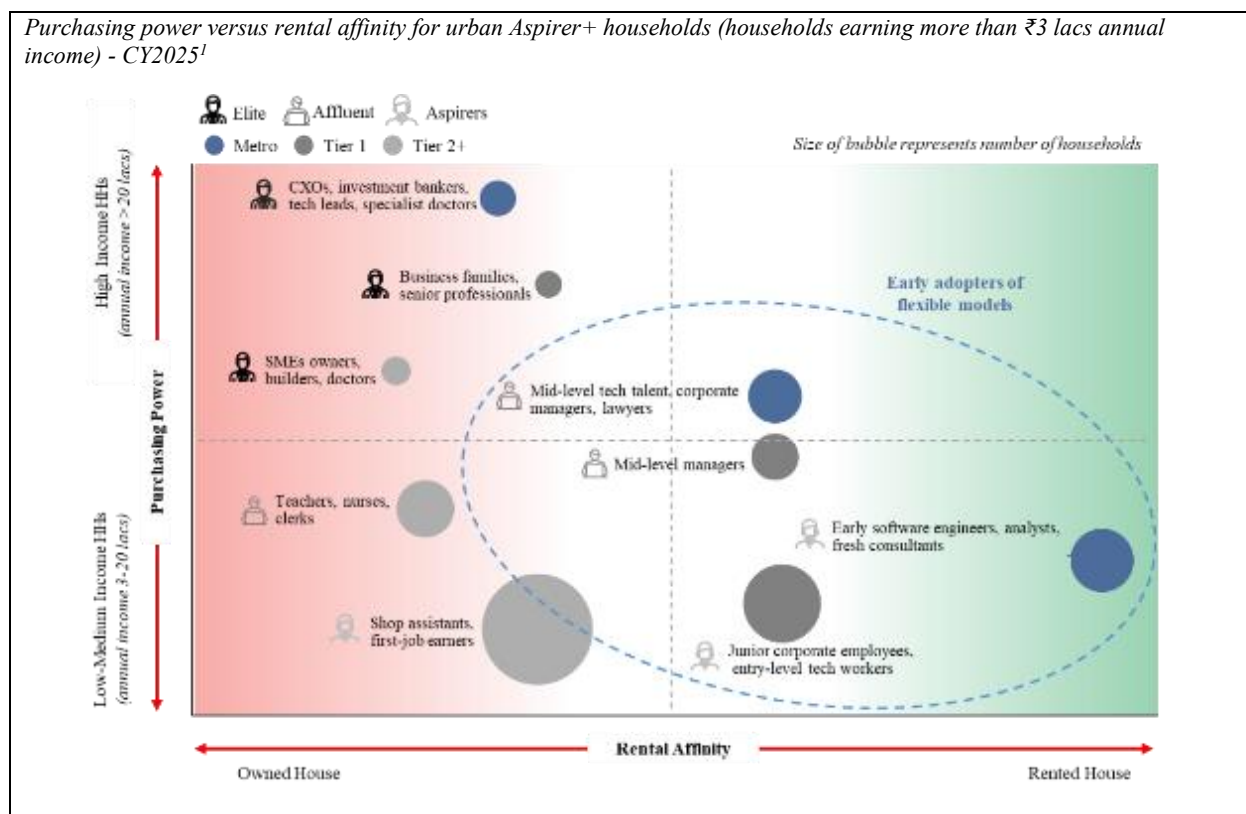 Purchasing power versus rental affinity for urban Aspirer+ households (households earning more than ₹3 lacs annual
income) - CY2025¹
Elite Affluent Aspirers
Metro Tier 1 Tier 2+
Size of bubble represents number of households
High Income HHs
(annual income > 20 lacs)
Purchasing Power
Low-Medium Income HHs
(annual income 3-20 lacs)
CXOs, investment bankers,
tech leads, specialist doctors
Business families,
senior professionals
Early adopters of
flexible models
SMEs owners,
builders, doctors
Mid-level tech talent, corporate
managers, lawyers
Mid-level managers
Teachers, nurses,
clerks
Early software engineers, analysts,
fresh consultants
Shop assistants,
first-job earners
Junior corporate employees,
entry-level tech workers
Rental Affinity
Owned House
Rented House